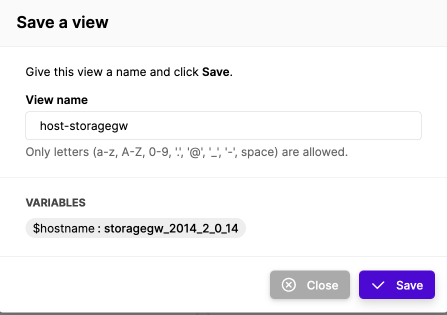 Save a view
Give this view a name and click Save.
View name
host-storagegw
Only letters (a-z, A-Z, 0-9, '.', '@', '_', '-', space) are allowed.
VARIABLES
$hostname : storagegw_2014_2_0_14
Close
Save